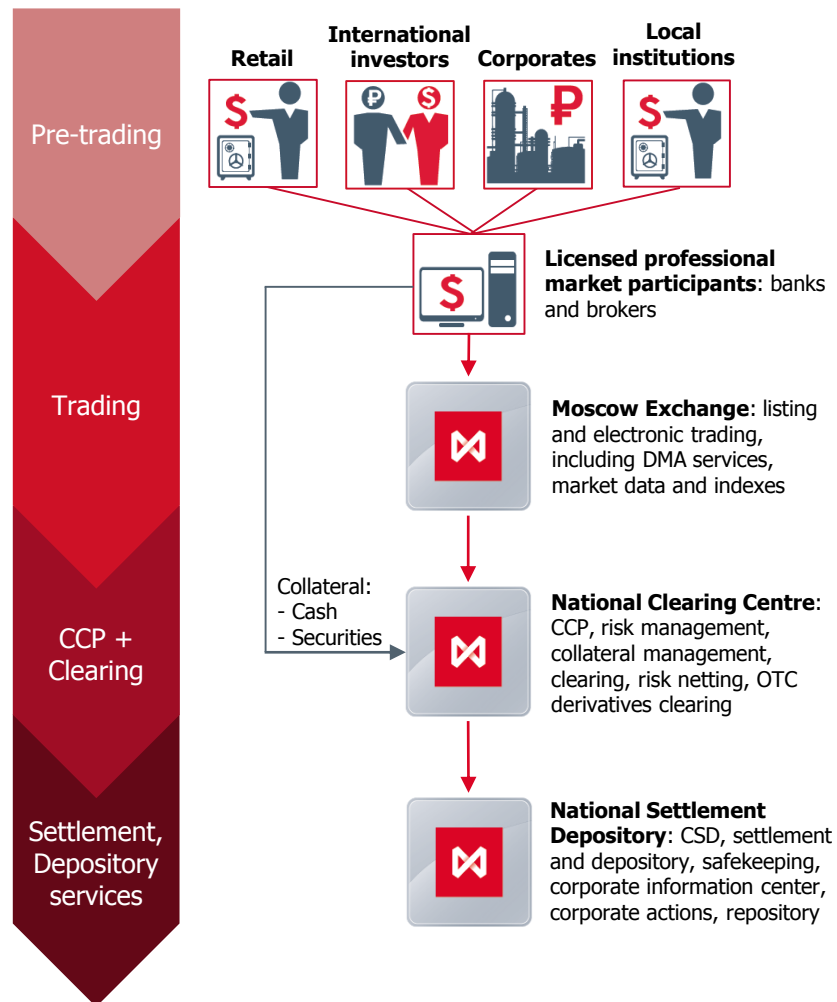 Retail
International
investors
Corporates
Local
institutions
$
₽
$
₽
$
Pre-trading
$
Licensed professional
market participants: banks
and brokers
Trading
Moscow Exchange: listing
and electronic trading,
including DMA services,
market data and indexes
Collateral:
- Cash
- Securities
CCP +
Clearing
National Clearing Centre:
CCP, risk management,
collateral management,
clearing, risk netting, OTC
derivatives clearing
Settlement,
Depository
services
National Settlement
Depository: CSD, settlement
and depository, safekeeping,
corporate information center,
corporate actions, repository